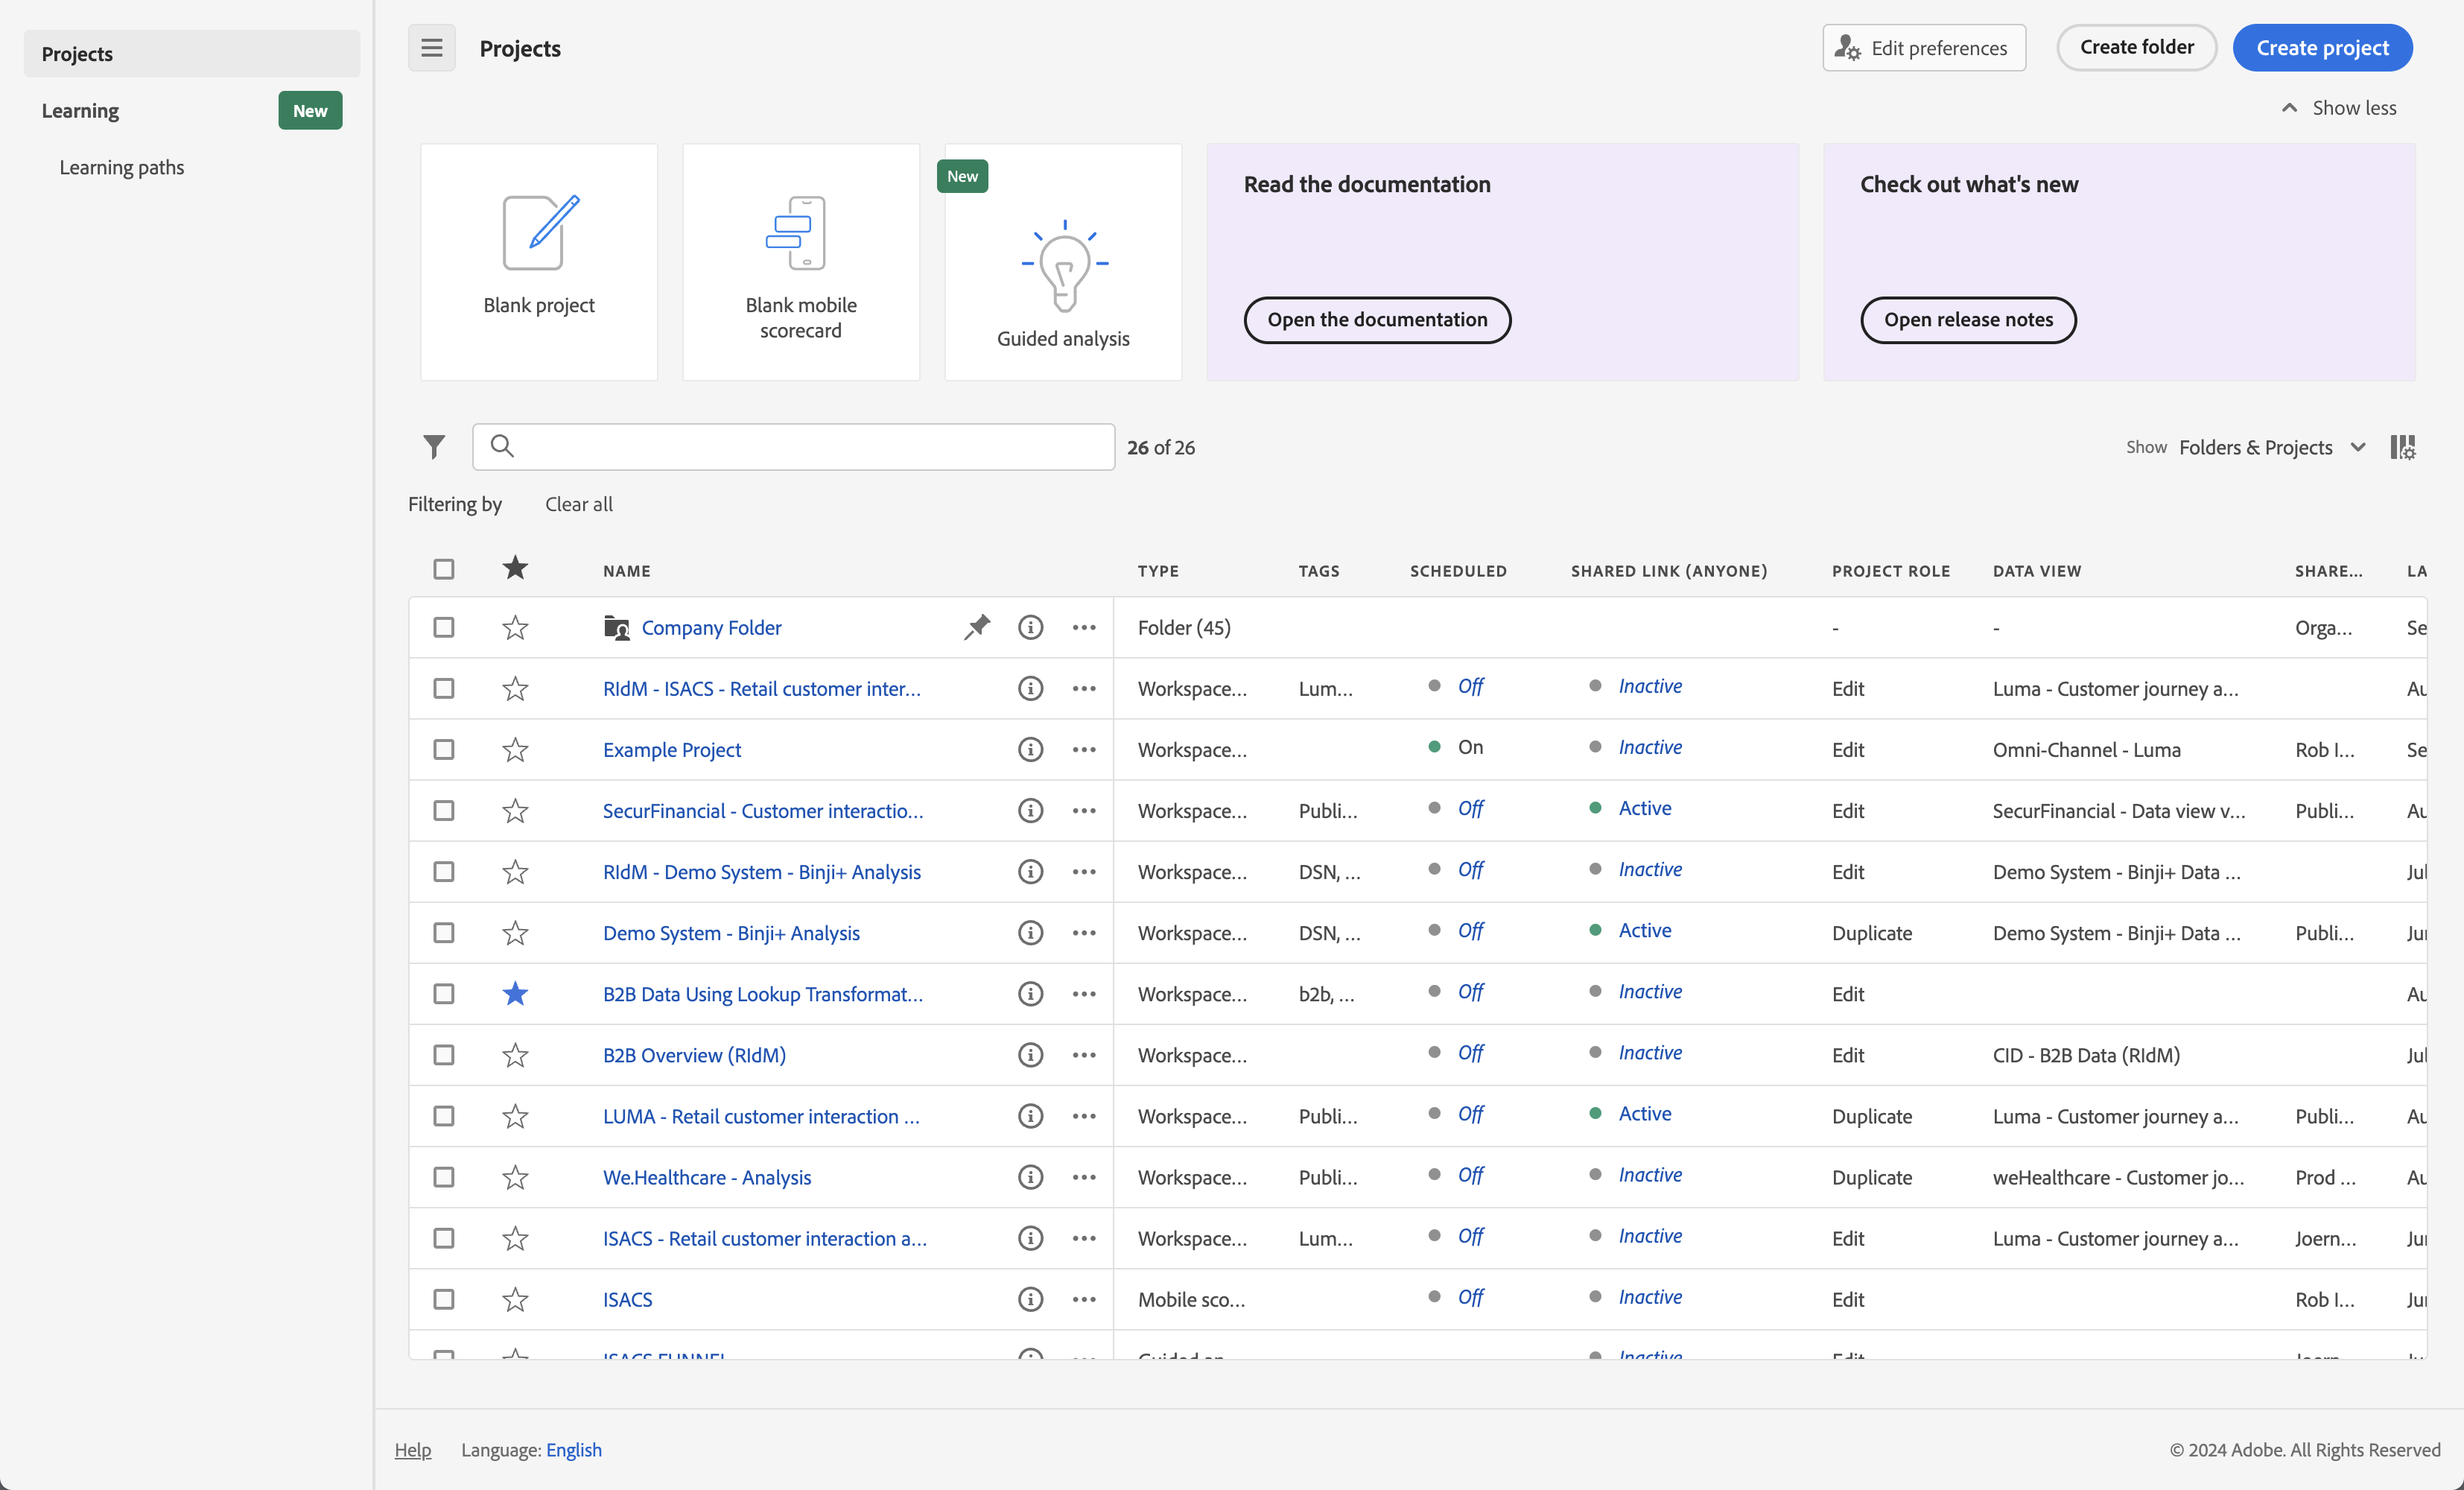 Projects
Learning New
Learning paths
Projects
Edit preferences Create folder Create project
Show less
Blank project
Blank mobile
scorecard
New
Guided analysis
Read the documentation
Open the documentation
Check out what's new
Open release notes
26 of 26
Show Folders & Projects
Filtering by Clear all
NAME TYPE TAGS SCHEDULED SHARED LINK (ANYONE) PROJECT ROLE DATA VIEW SHARE... LA
Company Folder Folder (45) - - Orga... Se
RIdM - ISACS - Retail customer inter... Workspace... Lum... Off Inactive Edit Luma - Customer journey a... Au
Example Project Workspace... On Inactive Edit Omni-Channel - Luma Rob I... Se
SecurFinancial - Customer interactio... Workspace... Publi... Off Active Edit SecurFinancial - Data view v... Publi... Au
RIdM - Demo System - Binji+ Analysis Workspace... DSN, ... Off Inactive Edit Demo System - Binji+ Data ... Jul
Demo System - Binji+ Analysis Workspace... DSN, ... Off Active Duplicate Demo System - Binji+ Data ... Publi... Jun
B2B Data Using Lookup Transformat... Workspace... b2b, ... Off Inactive Edit Au
B2B Overview (RIdM) Workspace... Off Inactive Edit CID - B2B Data (RIdM) Jul
LUMA - Retail customer interaction ... Workspace... Publi... Off Active Duplicate Luma - Customer journey a... Publi... Au
We.Healthcare - Analysis Workspace... Publi... Off Inactive Duplicate weHealthcare - Customer jo... Prod ... Au
ISACS - Retail customer interaction a... Workspace... Lum... Off Inactive Edit Luma - Customer journey a... Joern... Jun
ISACS Mobile sco... Off Inactive Edit Rob I... Jun
ISACS FUNNEL Guided an... Inactive Edit Joern...
Help Language: English
© 2024 Adobe. All Rights Reserved